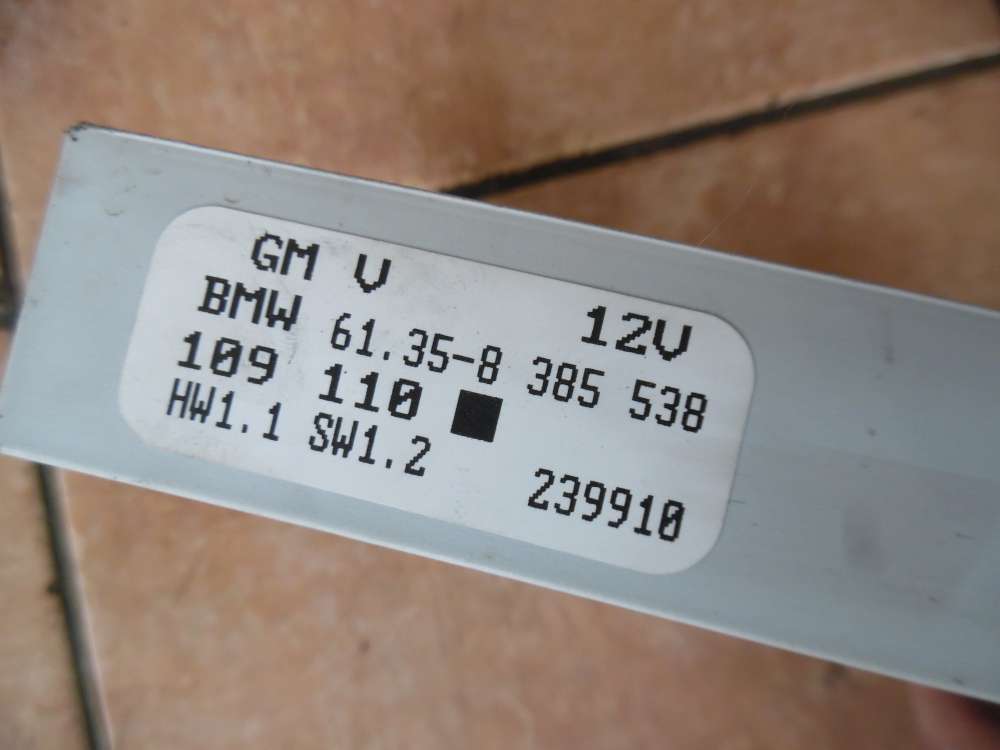 GM V 12V
BMW 61.35-8 385 538
109 110
HW1.1 SW1.2 239910